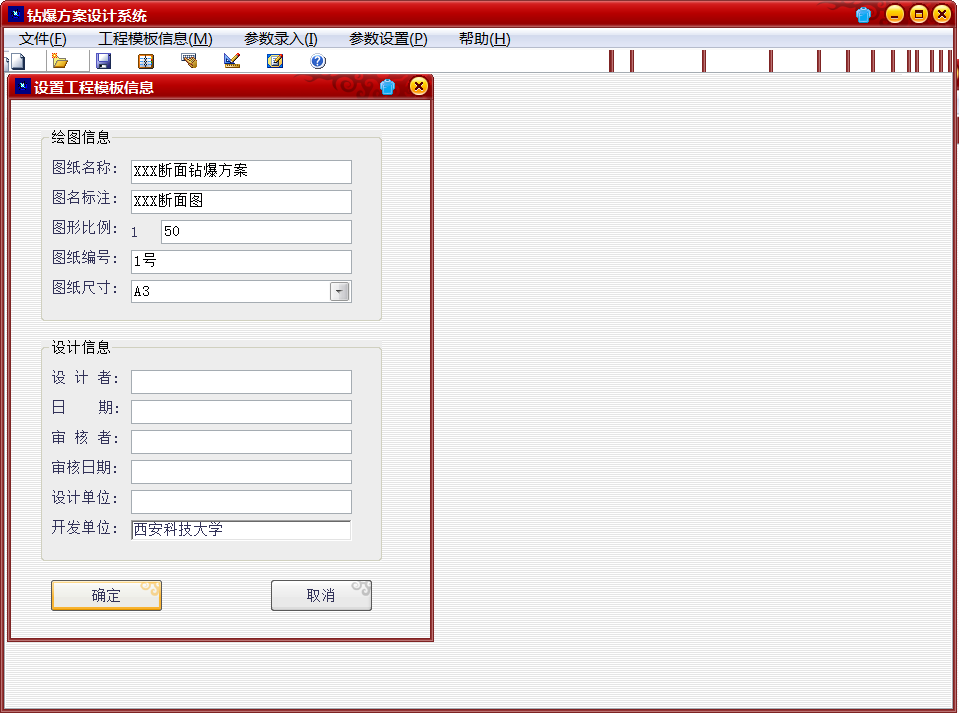 钻爆方案设计系统
文件(F) 工程模板信息(M) 参数录入(I) 参数设置(P) 帮助(H)
设置工程模板信息
绘图信息
图纸名称: XXX断面钻爆方案
图名标注: XXX断面图
图形比例: 1 50
图纸编号: 1号
图纸尺寸: A3
设计信息
设 计 者:
日 期:
审 核 者:
审核日期:
设计单位:
开发单位: 西安科技大学
确定 取消